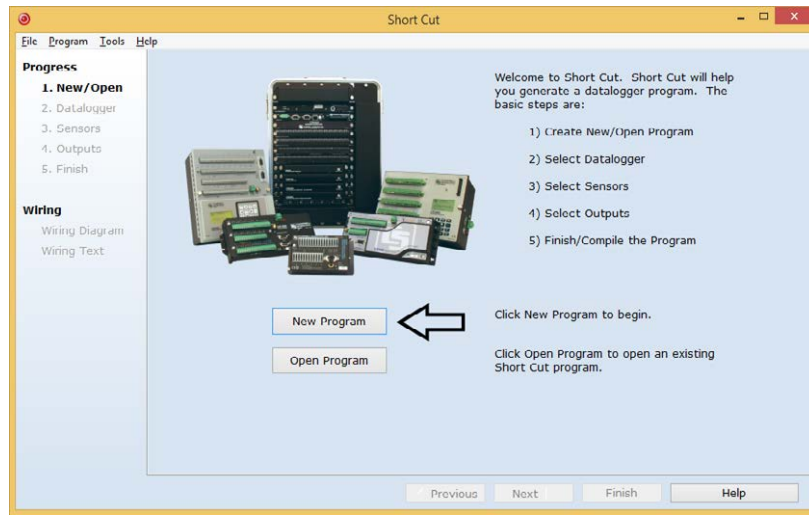 Short Cut
File Program Tools Help
Progress
1. New/Open
2. Datalogger
3. Sensors
4. Outputs
5. Finish
Wiring
Wiring Diagram
Wiring Text
Welcome to Short Cut. Short Cut will help
you generate a datalogger program. The
basic steps are:
1) Create New/Open Program
2) Select Datalogger
3) Select Sensors
4) Select Outputs
5) Finish/Compile the Program
New Program
Click New Program to begin.
Open Program
Click Open Program to open an existing
Short Cut program.
Previous
Next
Finish
Help